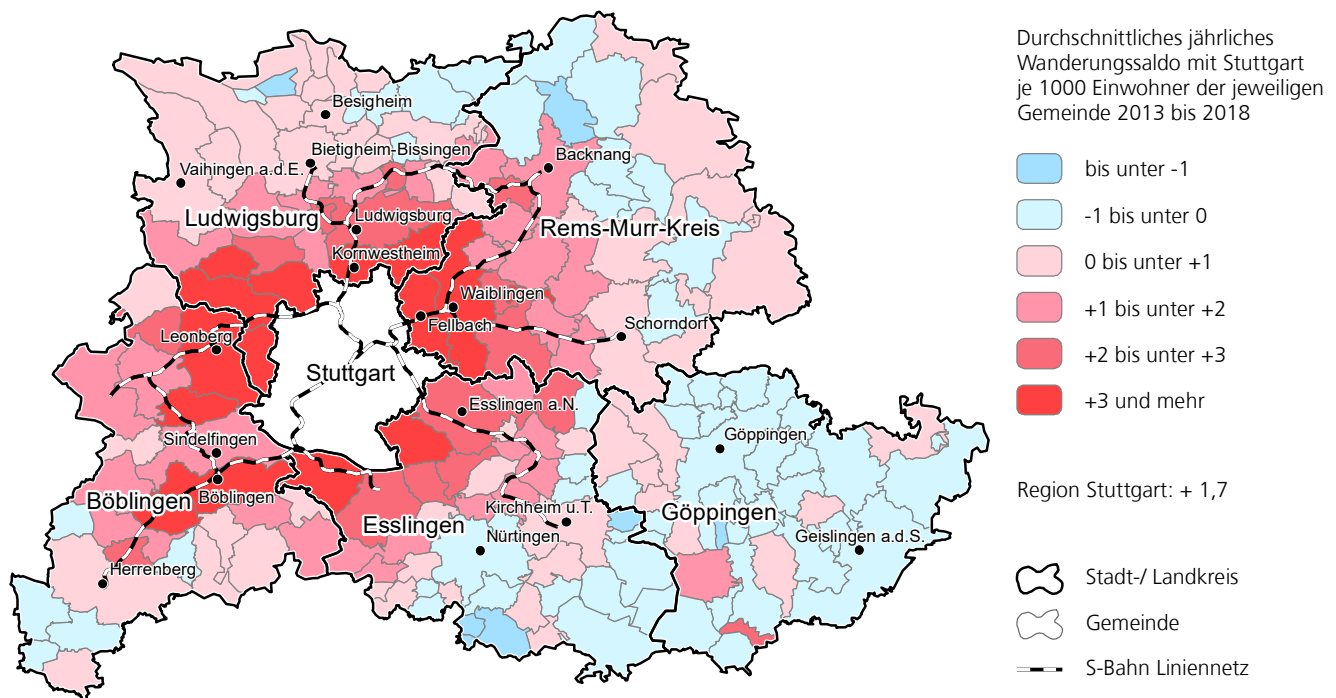 Besigheim
Bietigheim-Bissingen
Backnang
Vaihingen a.d.E.
Ludwigsburg
Ludwigsburg
Rems-Murr-Kreis
Kornwestheim
Waiblingen
Fellbach
Schorndorf
Leonberg
Stuttgart
Esslingen a.N.
Göppingen
Sindelfingen
Böblingen
Böblingen
Kirchheim u.T.
Göppingen
Esslingen
Nürtingen
Geislingen a.d.S.
Herrenberg
Durchschnittliches jährliches
Wanderungssaldo mit Stuttgart
je 1000 Einwohner der jeweiligen
Gemeinde 2013 bis 2018
bis unter -1
-1 bis unter 0
0 bis unter +1
+1 bis unter +2
+2 bis unter +3
+3 und mehr
Region Stuttgart: + 1,7
Stadt-/ Landkreis
Gemeinde
S-Bahn Liniennetz